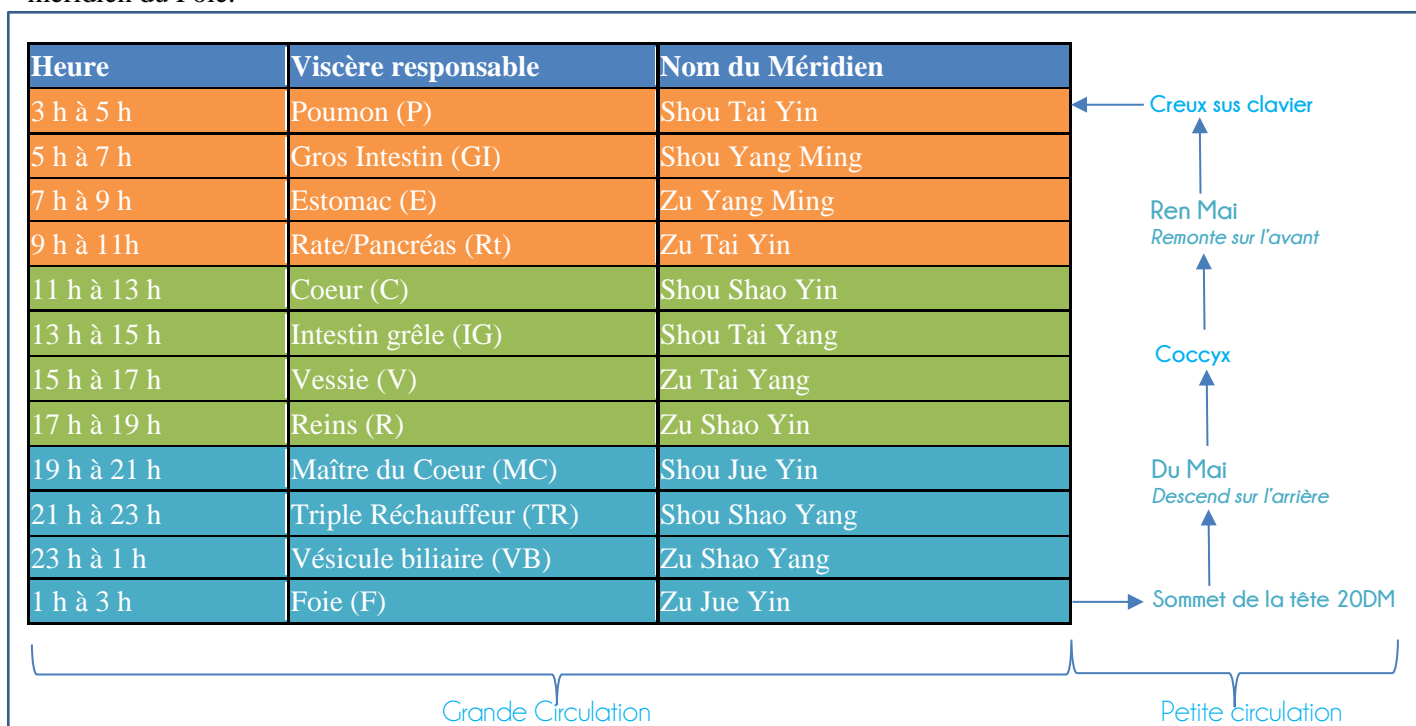 méridien du Foie.
Heure Viscère responsable Nom du Méridien
3 h à 5 h Poumon (P) Shou Tai Yin
5 h à 7 h Gros Intestin (GI) Shou Yang Ming
7 h à 9 h Estomac (E) Zu Yang Ming
9 h à 11h Rate/Pancréas (Rt) Zu Tai Yin
11 h à 13 h Coeur (C) Shou Shao Yin
13 h à 15 h Intestin grêle (IG) Shou Tai Yang
15 h à 17 h Vessie (V) Zu Tai Yang
17 h à 19 h Reins (R) Zu Shao Yin
19 h à 21 h Maître du Coeur (MC) Shou Jue Yin
21 h à 23 h Triple Réchauffeur (TR) Shou Shao Yang
23 h à 1 h Vésicule biliaire (VB) Zu Shao Yang
1 h à 3 h Foie (F) Zu Jue Yin
Creux sus clavier
Ren Mai
Remonte sur l'avant
Coccyx
Du Mai
Descend sur l'arrière
Sommet de la tête 20DM
Grande Circulation
Petite circulation